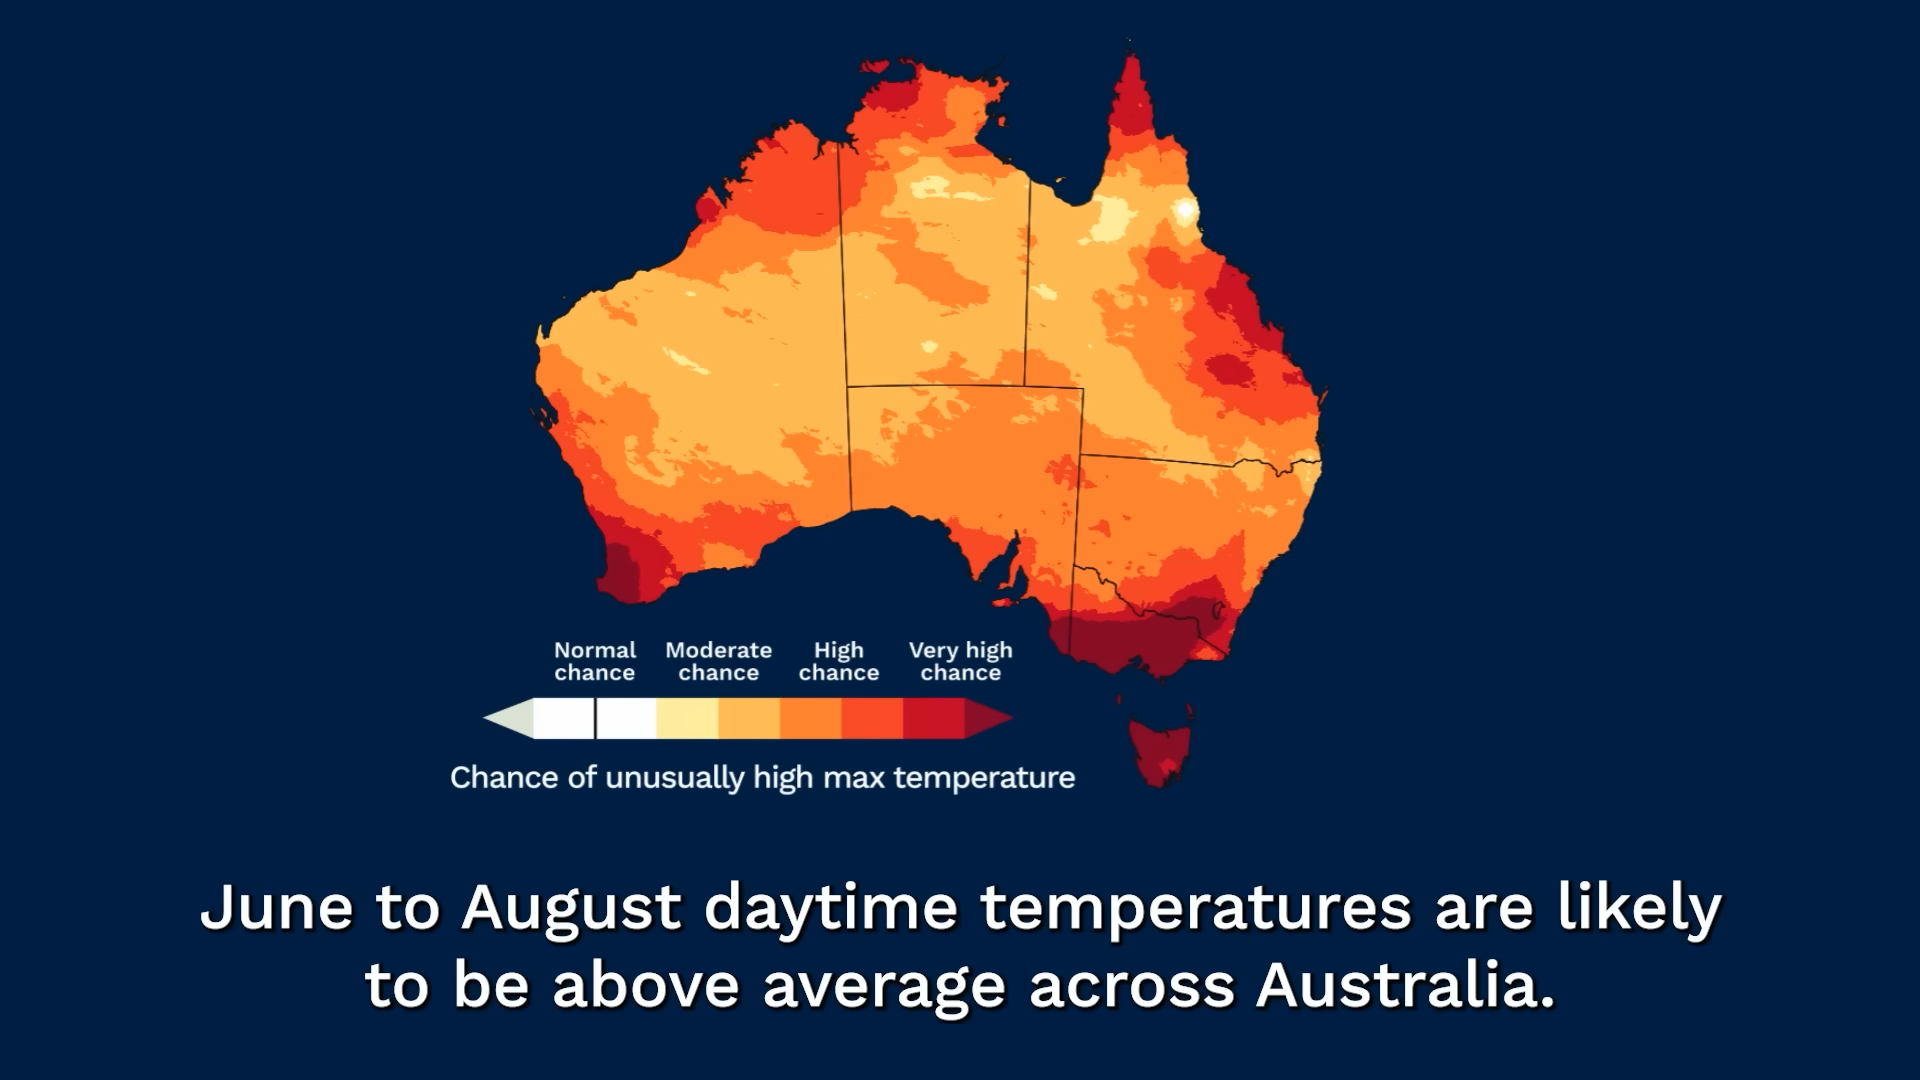 Normal chance
Moderate chance
High chance
Very high chance
Chance of unusually high max temperature
June to August daytime temperatures are likely
to be above average across Australia.